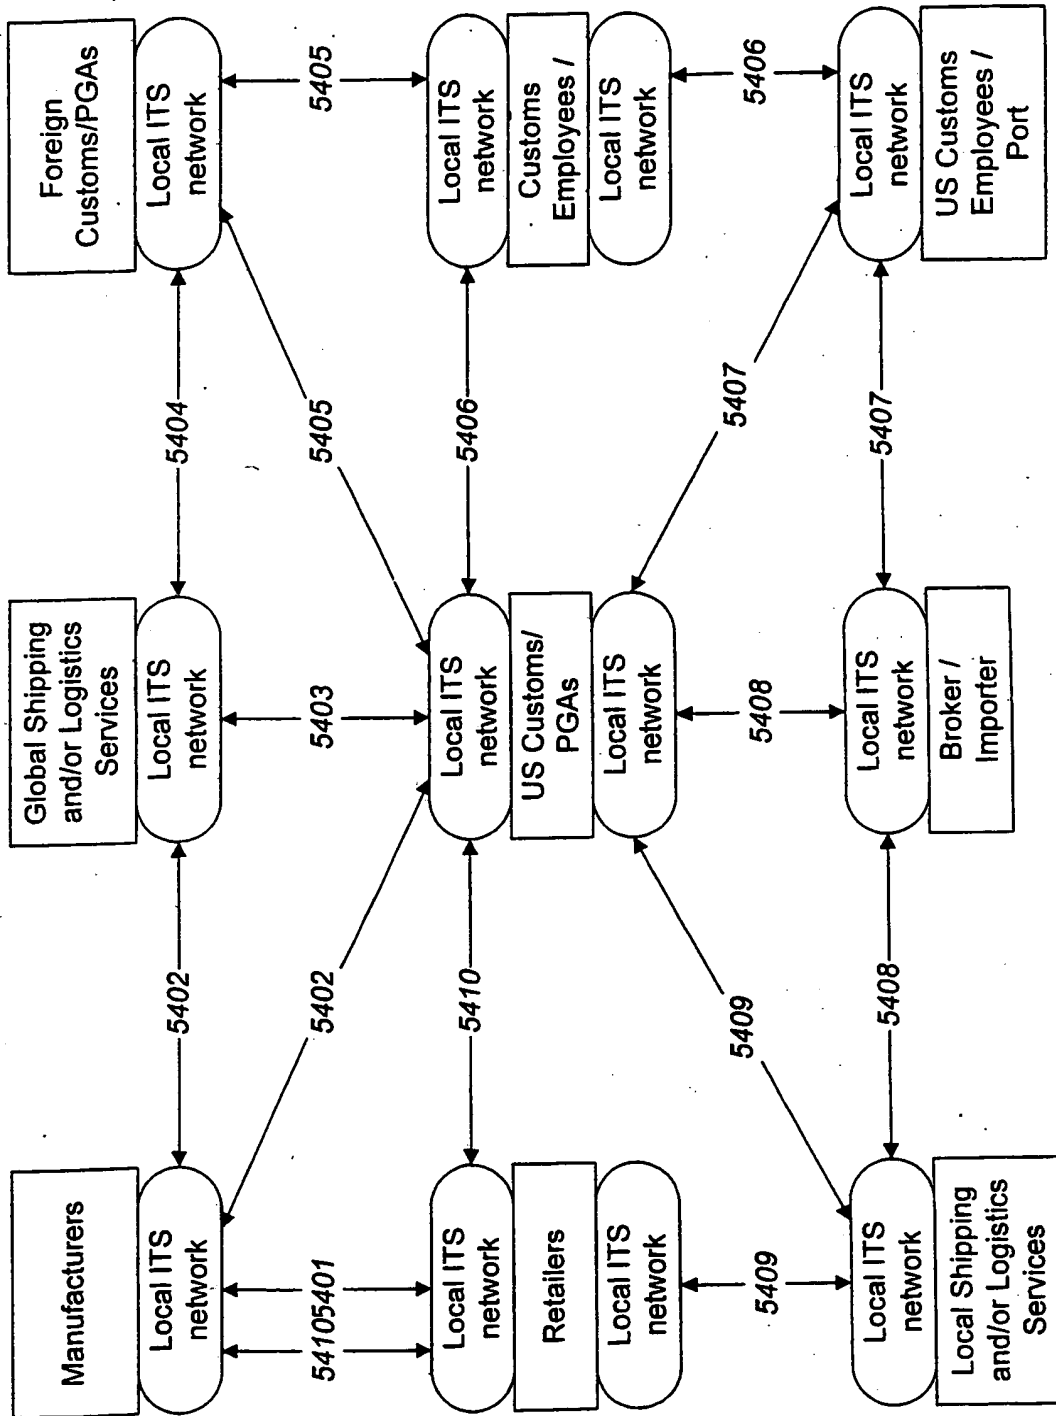 Manufacturers
Local ITS
network
5402
Global Shipping
and/or Logistics
Services
Local ITS
network
5404
Foreign
Customs/PGAs
Local ITS
network
5410
5401
5402
5403
5405
5405
Local ITS
network
Retailers
Local ITS
network
5410
Local ITS
network
US Customs/
PGAs
Local ITS
network
5406
Local ITS
network
Customs
Employees /
Local ITS
network
5409
5409
5408
5407
5406
Local ITS
network
Local Shipping
and/or Logistics
Services
5408
Local ITS
network
Broker /
Importer
5407
Local ITS
network
US Customs
Employees /
Port